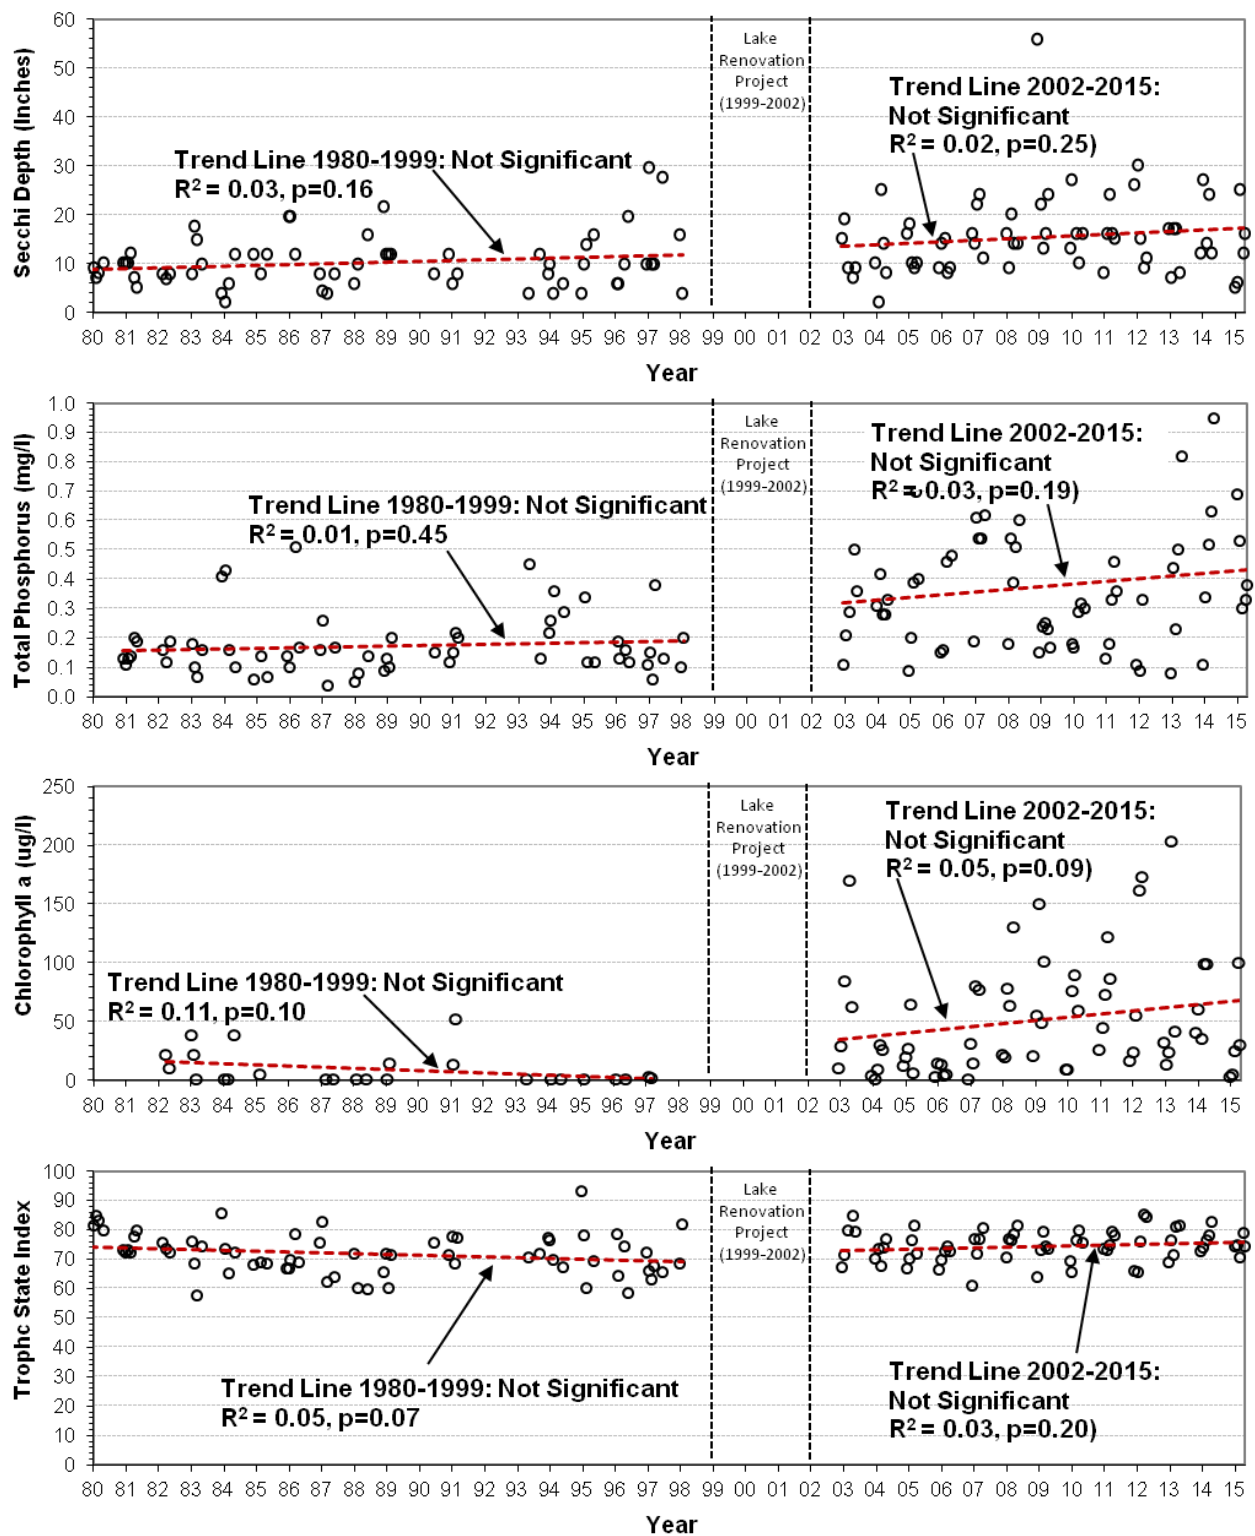 Secchi Depth (Inches)
60
50
40
30
20
10
0
Trend Line 1980-1999: Not Significant
R² = 0.03, p=0.16
Lake
Renovation
Project
(1999-2002)
Trend Line 2002-2015:
Not Significant
R² = 0.02, p=0.25)
80 81 82 83 84 85 86 87 88 89 90 91 92 93 94 95 96 97 98 99 00 01 02 03 04 05 06 07 08 09 10 11 12 13 14 15
Year
Total Phosphorus (mg/l)
1.0
0.9
0.8
0.7
0.6
0.5
0.4
0.3
0.2
0.1
0.0
Trend Line 1980-1999: Not Significant
R² = 0.01, p=0.45
Lake
Renovation
Project
(1999-2002)
Trend Line 2002-2015:
Not Significant
R² = 0.03, p=0.19)
80 81 82 83 84 85 86 87 88 89 90 91 92 93 94 95 96 97 98 99 00 01 02 03 04 05 06 07 08 09 10 11 12 13 14 15
Year
Chlorophyll a (ug/l)
250
200
150
100
50
0
Trend Line 1980-1999: Not Significant
R² = 0.11, p=0.10
Lake
Renovation
Project
(1999-2002)
Trend Line 2002-2015:
Not Significant
R² = 0.05, p=0.09)
80 81 82 83 84 85 86 87 88 89 90 91 92 93 94 95 96 97 98 99 00 01 02 03 04 05 06 07 08 09 10 11 12 13 14 15
Year
Trophc State Index
100
90
80
70
60
50
40
30
20
10
0
Trend Line 1980-1999: Not Significant
R² = 0.05, p=0.07
Lake
Renovation
Project
(1999-2002)
Trend Line 2002-2015:
Not Significant
R² = 0.03, p=0.20)
80 81 82 83 84 85 86 87 88 89 90 91 92 93 94 95 96 97 98 99 00 01 02 03 04 05 06 07 08 09 10 11 12 13 14 15
Year